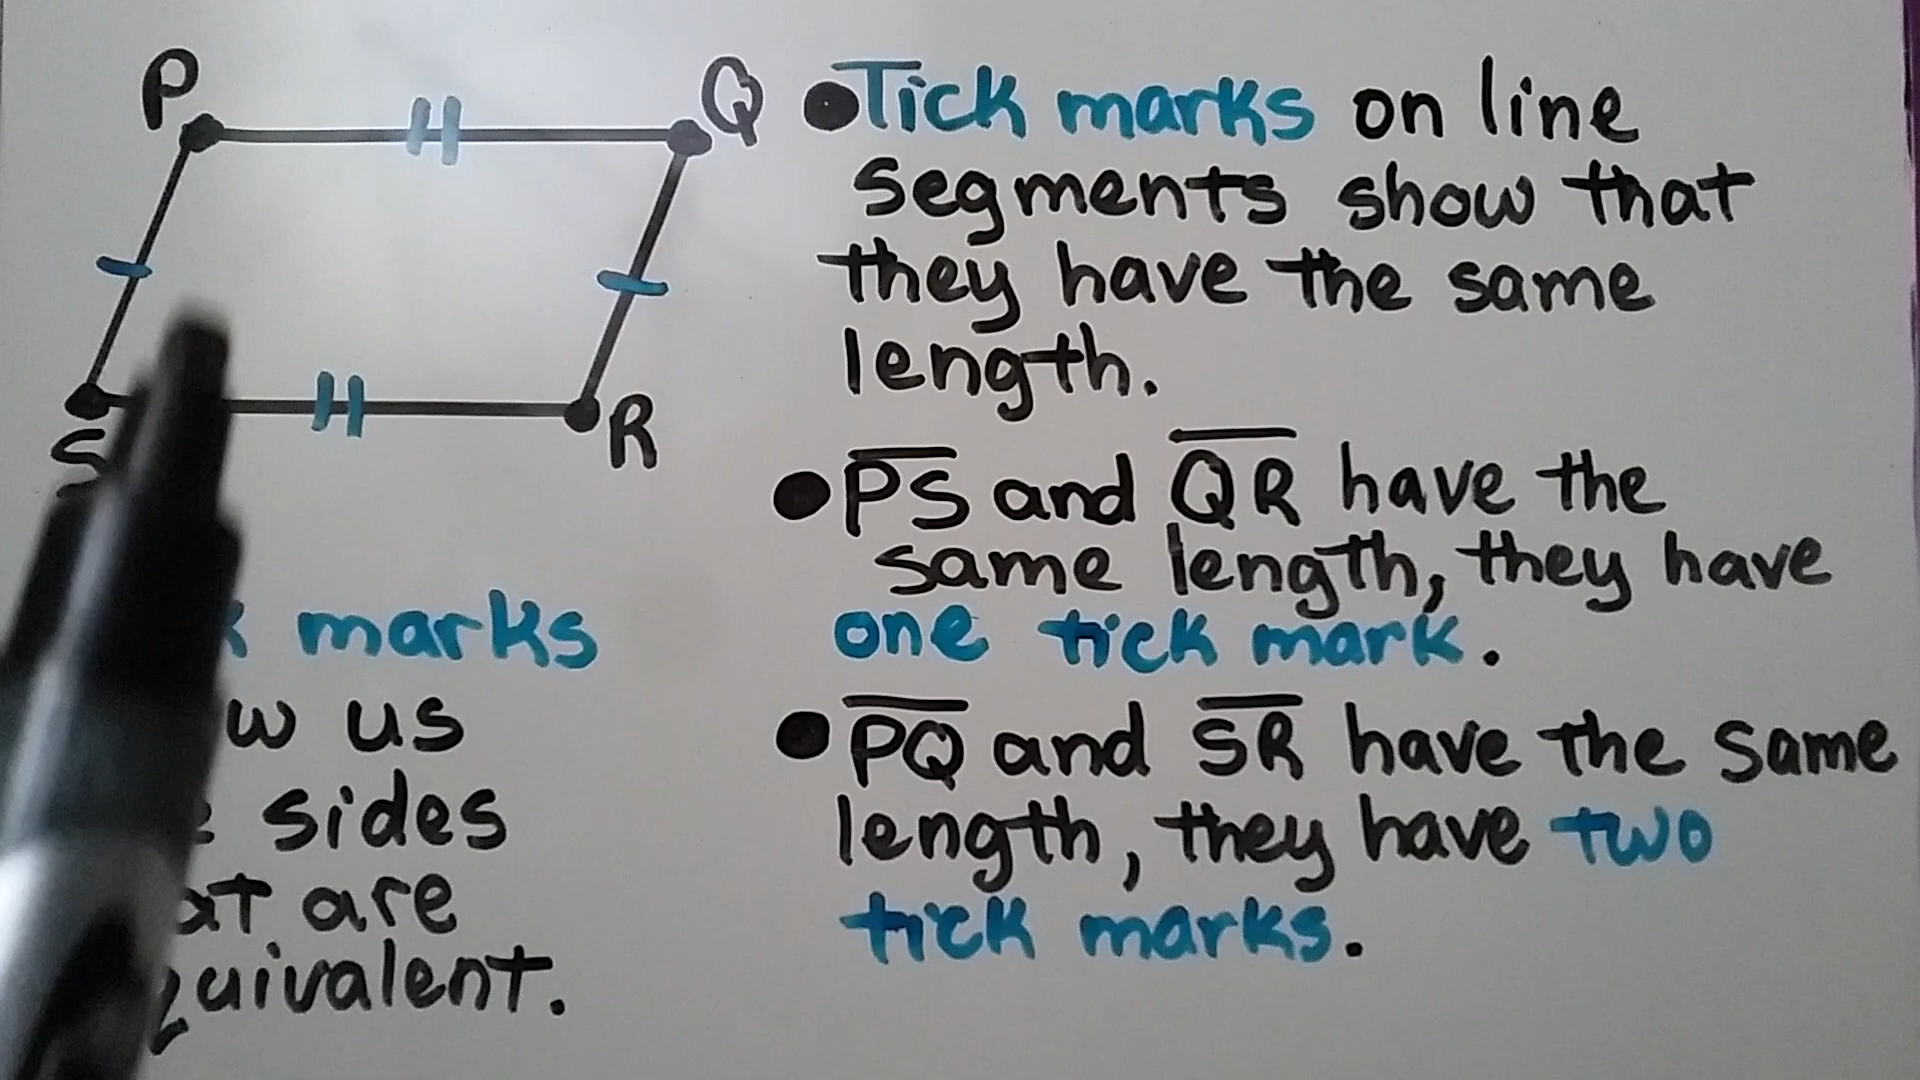 P
Q
S
R
● Tick marks on line
segments show that
they have the same
length.
● PS and QR have the
same length, they have
one tick mark.
● PQ and SR have the same
length, they have two
tick marks.
marks
us
sides
are